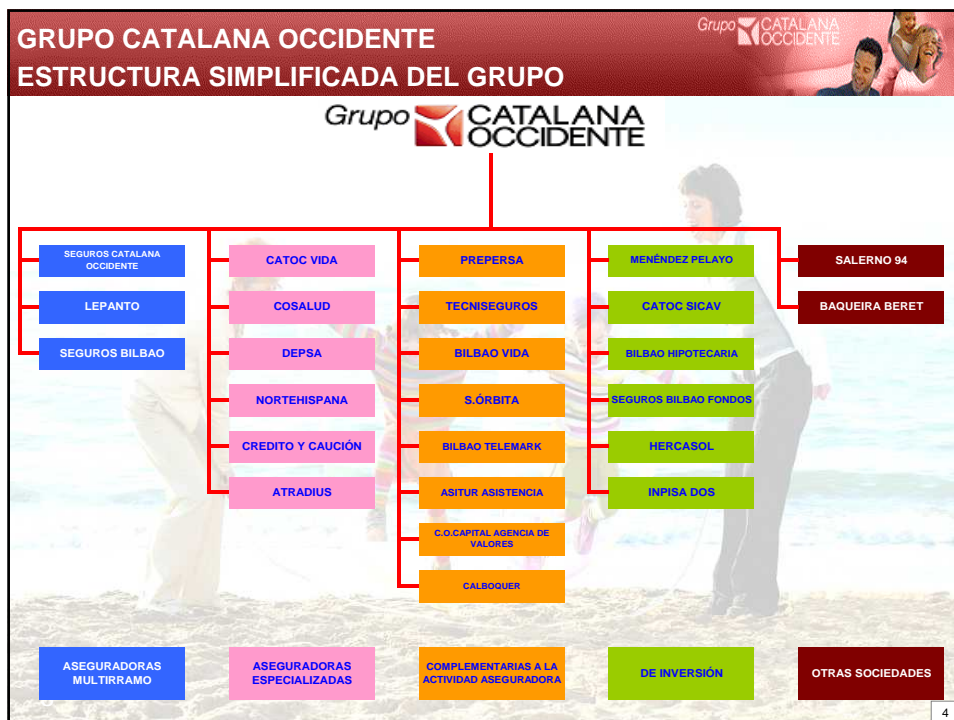 GRUPO CATALANA OCCIDENTE
ESTRUCTURA SIMPLIFICADA DEL GRUPO
Grupo CATALANA
OCCIDENTE
Grupo CATALANA
OCCIDENTE
SEGUROS CATALANA
OCCIDENTE
LEPANTO
SEGUROS BILBAO
CATOC VIDA
COSALUD
DEPSA
NORTEHISPANA
CREDITO Y CAUCIÓN
ATRADIUS
PREPERSA
TECNISEGUROS
BILBAO VIDA
S.ÓRBITA
BILBAO TELEMARK
ASITUR ASISTENCIA
C.O.CAPITAL AGENCIA DE
VALORES
CALBOQUER
MENÉNDEZ PELAYO
CATOC SICAV
BILBAO HIPOTECARIA
SEGUROS BILBAO FONDOS
HERCASOL
INPISA DOS
SALERNO 94
BAQUEIRA BERET
ASEGURADORAS
MULTIRRAMO
ASEGURADORAS
ESPECIALIZADAS
COMPLEMENTARIAS A LA
ACTIVIDAD ASEGURADORA
DE INVERSIÓN
OTRAS SOCIEDADES
4